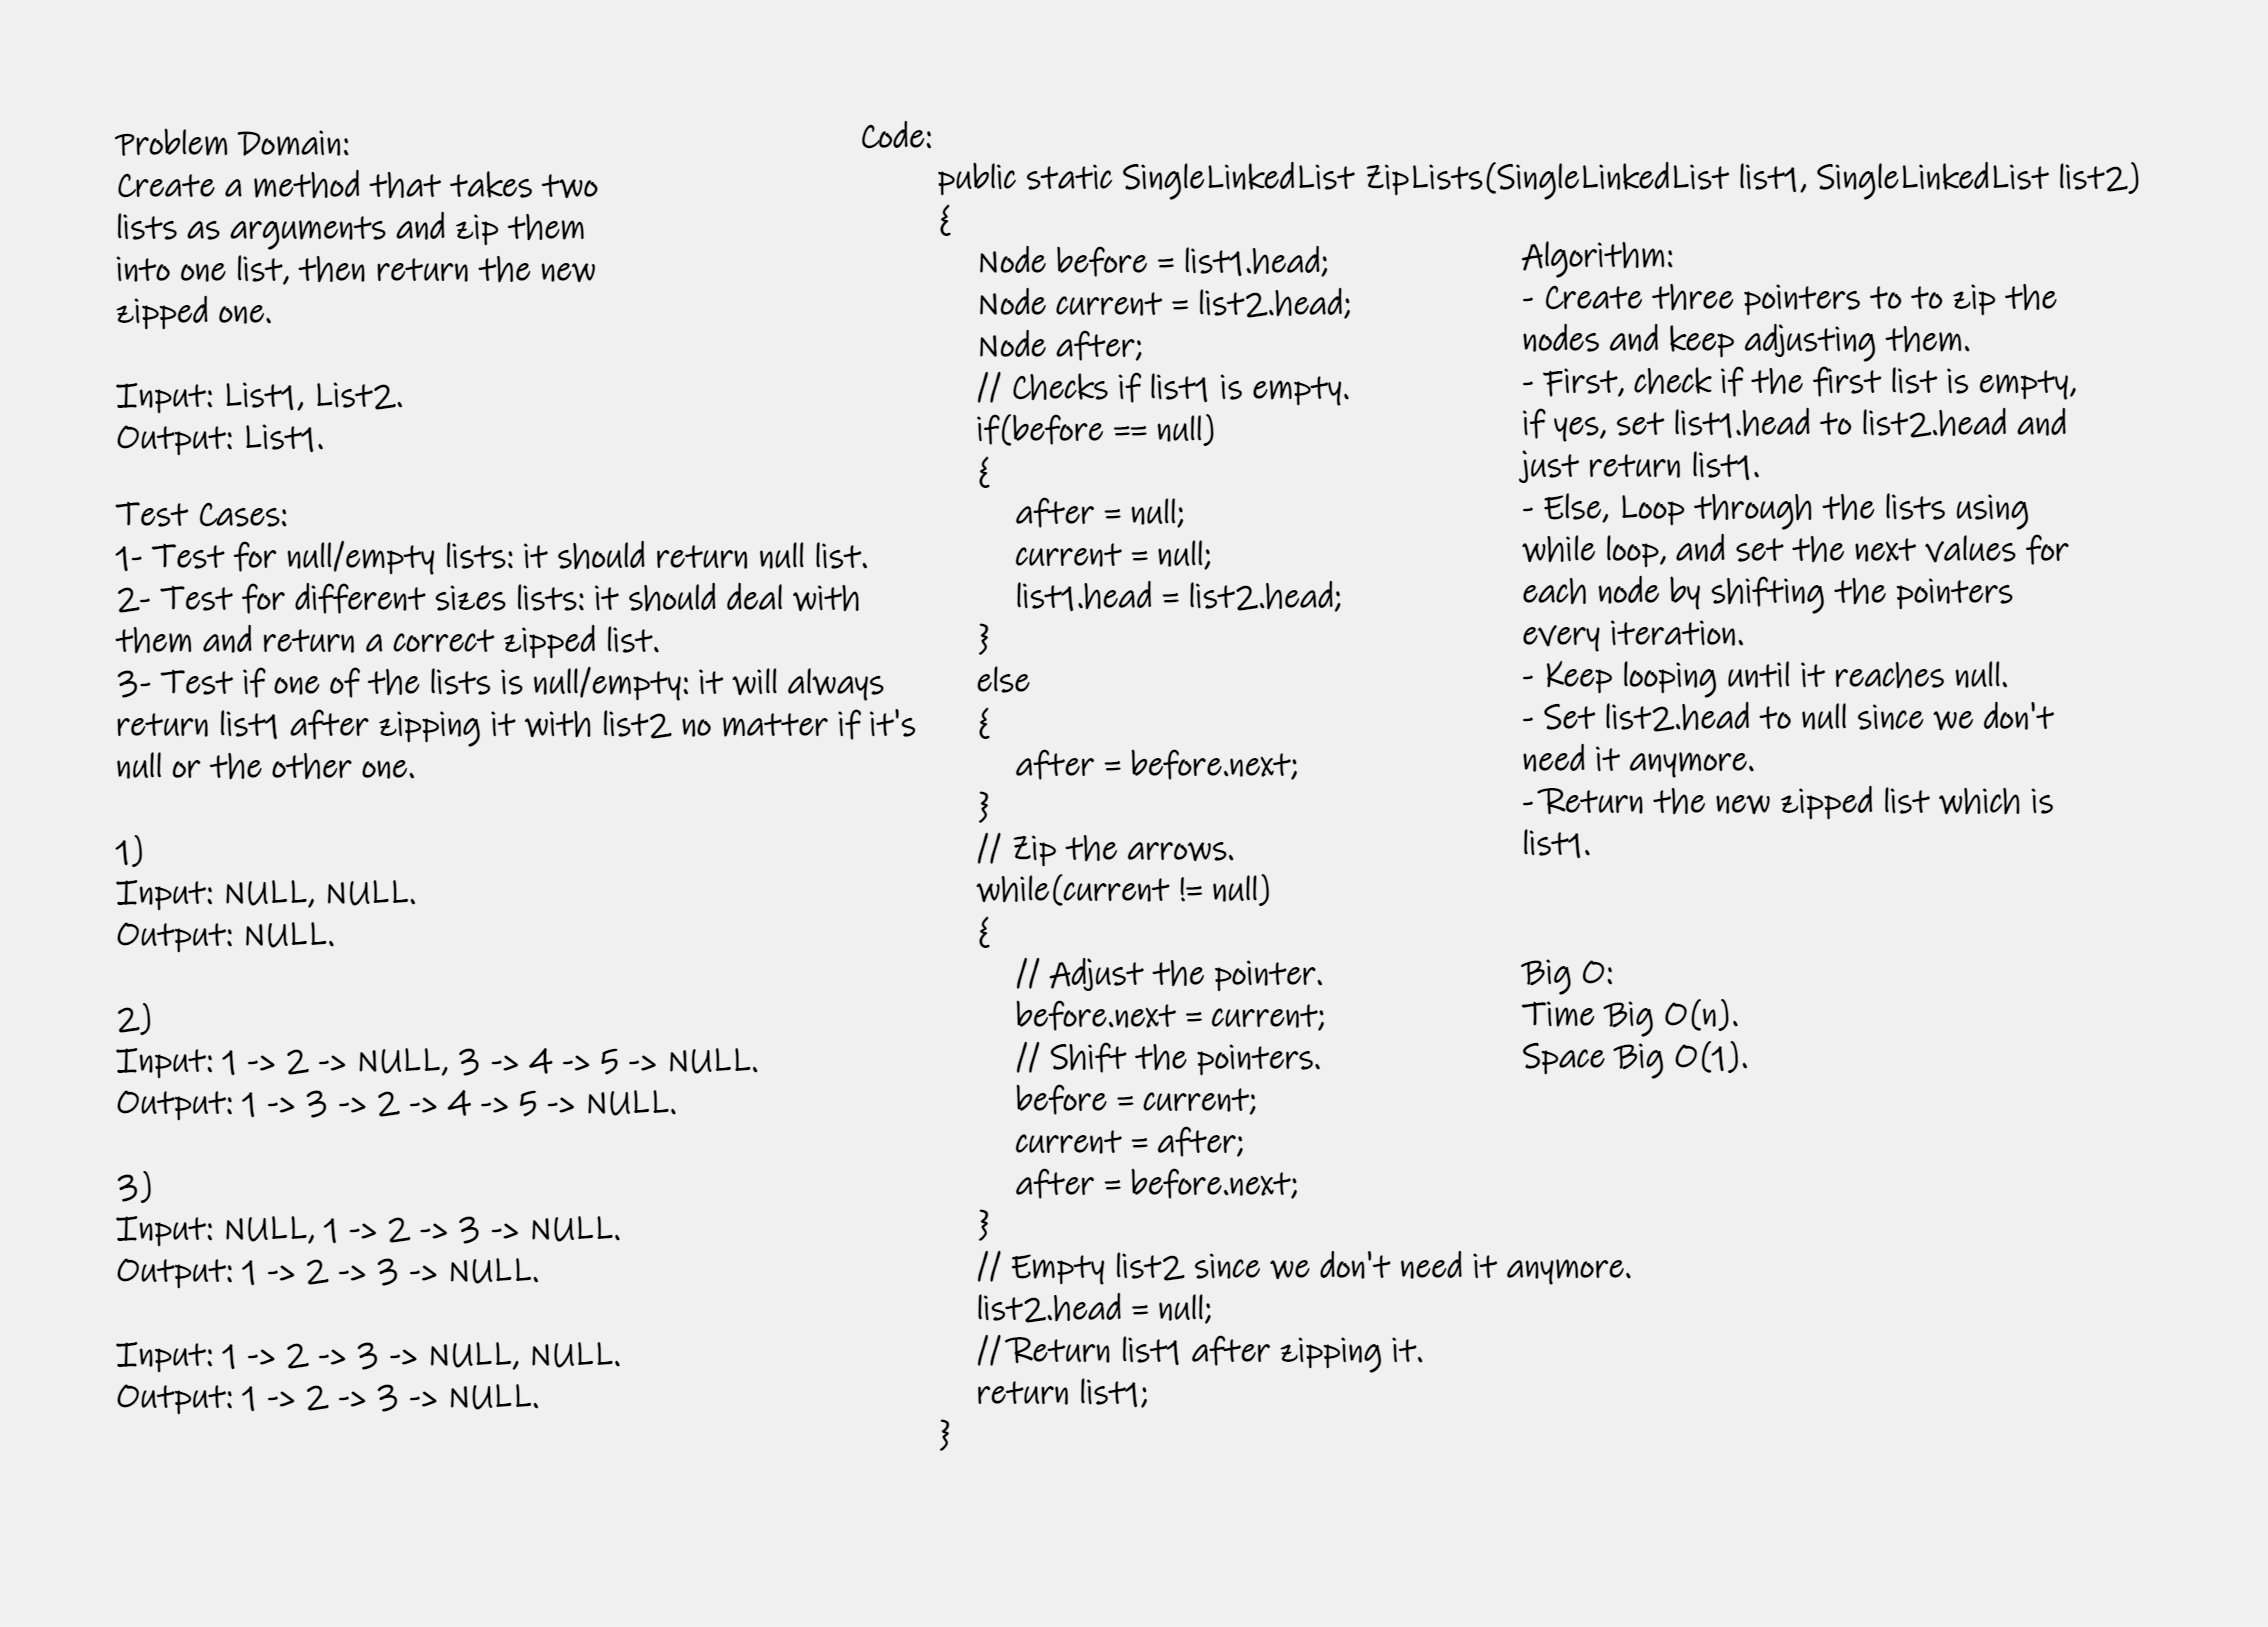 Problem Domain:
Create a method that takes two
lists as arguments and zip them
into one list, then return the new
zipped one.
Input: List1, List2.
Output: List1.
Test Cases:
1- Test for null/empty lists: it should return null list.
2- Test for different sizes lists: it should deal with
them and return a correct zipped list.
3- Test if one of the lists is null/empty: it will always
return list1 after zipping it with list2 no matter if it's
null or the other one.
1)
Input: NULL, NULL.
Output: NULL.
2)
Input: 1 -> 2 -> NULL, 3 -> 4 -> 5 -> NULL.
Output: 1 -> 3 -> 2 -> 4 -> 5 -> NULL.
3)
Input: NULL, 1 -> 2 -> 3 -> NULL.
Output: 1 -> 2 -> 3 -> NULL.
Input: 1 -> 2 -> 3 -> NULL, NULL.
Output: 1 -> 2 -> 3 -> NULL.
Code:
public static SingleLinkedList ZipLists(SingleLinkedList list1, SingleLinkedList list2)
{
Node before = list1.head;
Node current = list2.head;
Node after;
// Checks if list1 is empty.
if(before == null)
{
after = null;
current = null;
list1.head = list2.head;
}
else
{
after = before.next;
}
// Zip the arrows.
while(current != null)
{
// Adjust the pointer.
before.next = current;
// Shift the pointers.
before = current;
current = after;
after = before.next;
}
// Empty list2 since we don't need it anymore.
list2.head = null;
// Return list1 after zipping it.
return list1;
}
Algorithm:
- Create three pointers to to zip the
nodes and keep adjusting them.
- First, check if the first list is empty,
if yes, set list1.head to list2.head and
just return list1.
- Else, Loop through the lists using
while loop, and set the next values for
each node by shifting the pointers
every iteration.
- Keep looping until it reaches null.
- Set list2.head to null since we don't
need it anymore.
- Return the new zipped list which is
list1.
Big O:
Time Big O(n).
Space Big O(1).